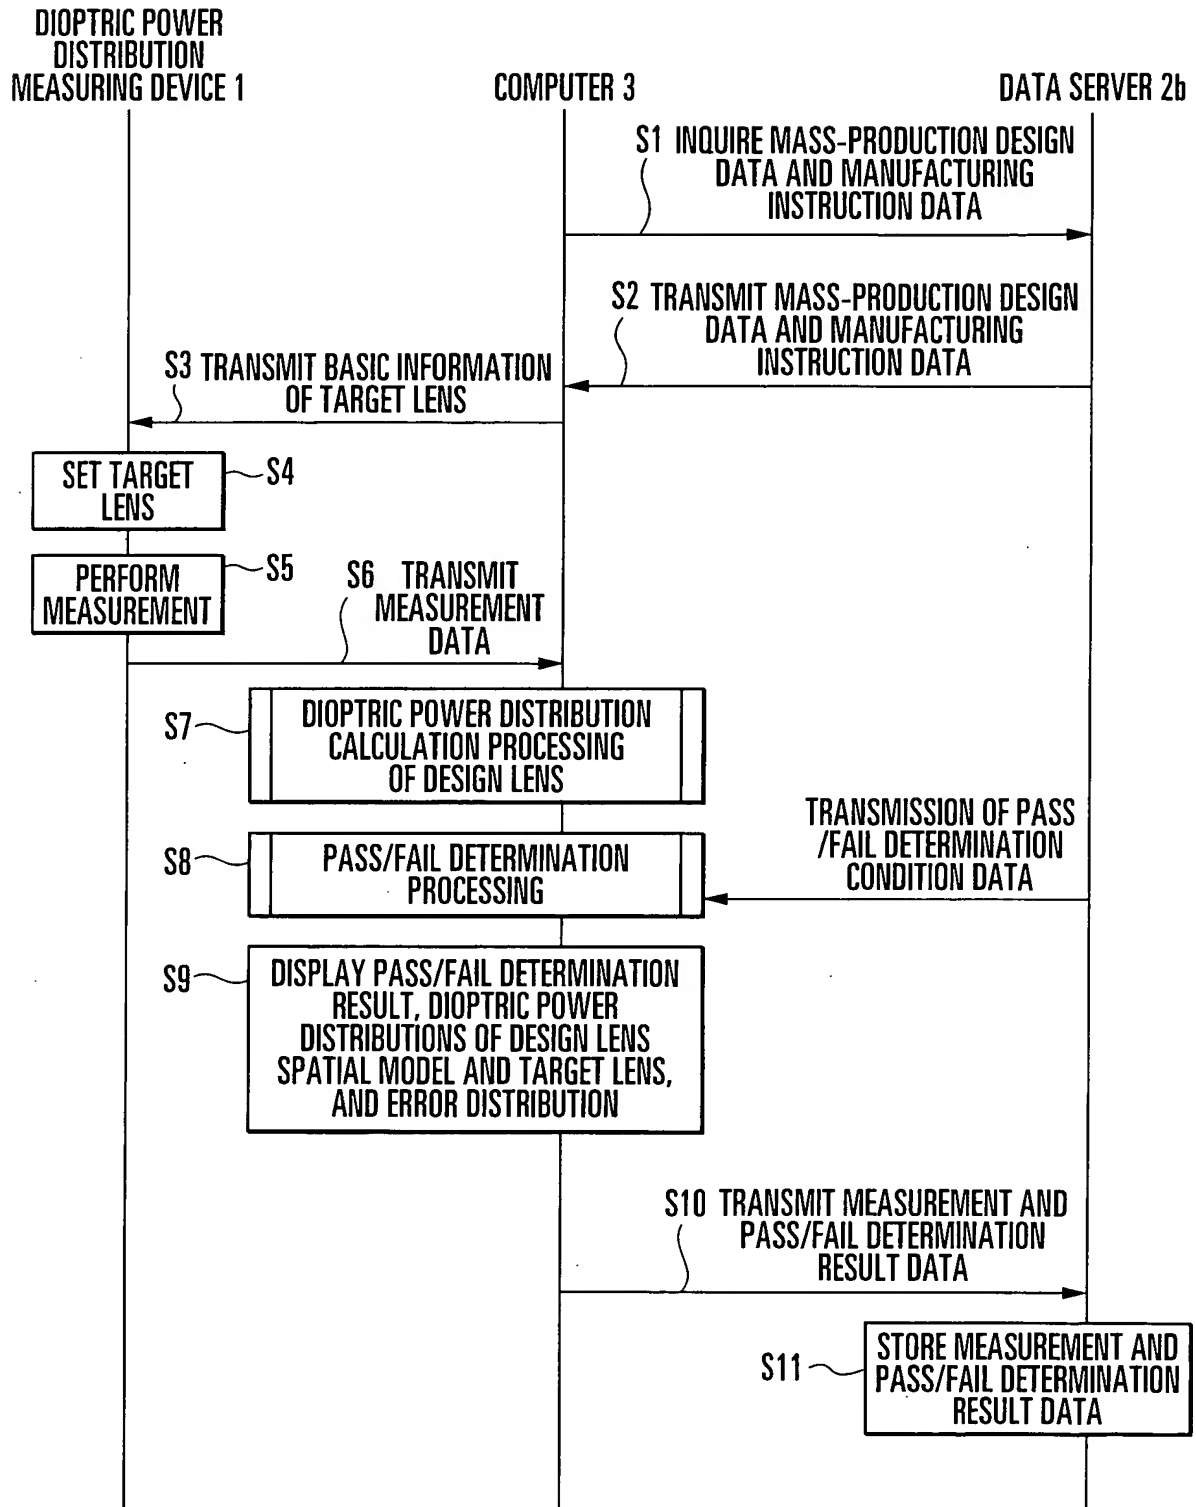 DIOPTRIC POWER
DISTRIBUTION
MEASURING DEVICE 1
COMPUTER 3
DATA SERVER 2b
S1 INQUIRE MASS-PRODUCTION DESIGN
DATA AND MANUFACTURING
INSTRUCTION DATA
S2 TRANSMIT MASS-PRODUCTION DESIGN
DATA AND MANUFACTURING
INSTRUCTION DATA
S3 TRANSMIT BASIC INFORMATION
OF TARGET LENS
SET TARGET
LENS
S4
PERFORM
MEASUREMENT
S5
S6 TRANSMIT
MEASUREMENT
DATA
S7
DIOPTRIC POWER DISTRIBUTION
CALCULATION PROCESSING
OF DESIGN LENS
TRANSMISSION OF PASS
/FAIL DETERMINATION
CONDITION DATA
S8
PASS/FAIL DETERMINATION
PROCESSING
S9
DISPLAY PASS/FAIL DETERMINATION
RESULT, DIOPTRIC POWER
DISTRIBUTIONS OF DESIGN LENS
SPATIAL MODEL AND TARGET LENS,
AND ERROR DISTRIBUTION
S10 TRANSMIT MEASUREMENT AND
PASS/FAIL DETERMINATION
RESULT DATA
S11
STORE MEASUREMENT AND
PASS/FAIL DETERMINATION
RESULT DATA